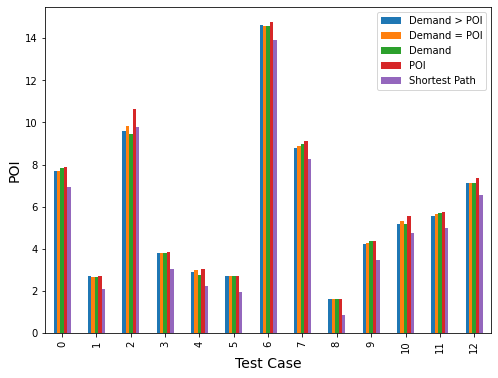 Demand > POI
Demand = POI
Demand
POI
Shortest Path
14
12
10
8
6
4
2
0
POI
0 1 2 3 4 5 6 7 8 9 10 11 12
Test Case